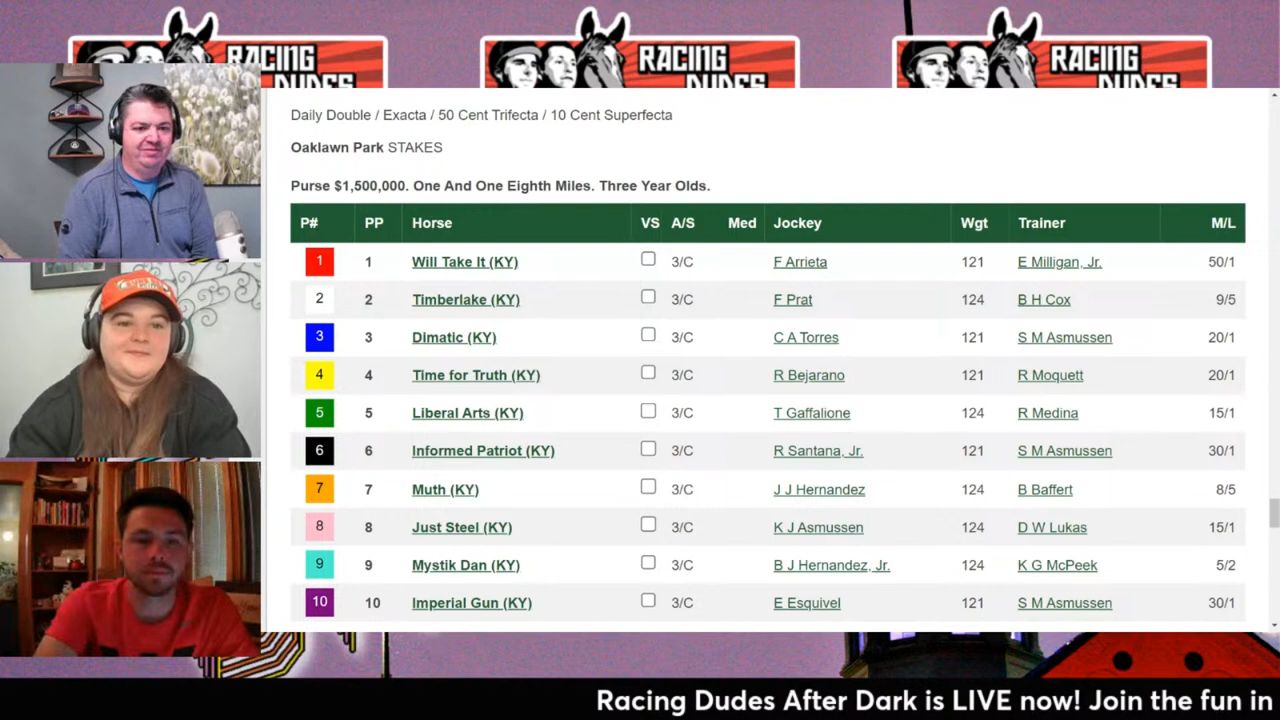 RACING RACING RACING
DUDES DUDES DUDES
Daily Double / Exacta / 50 Cent Trifecta / 10 Cent Superfecta
Oaklawn Park STAKES
Purse $1,500,000. One And One Eighth Miles. Three Year Olds.
P# PP Horse VS A/S Med Jockey Wgt Trainer M/L
1 1 Will Take It (KY) 3/C F Arrieta 121 E Milligan, Jr. 50/1
2 2 Timberlake (KY) 3/C F Prat 124 B H Cox 9/5
3 3 Dimatic (KY) 3/C C A Torres 121 S M Asmussen 20/1
4 4 Time for Truth (KY) 3/C R Bejarano 121 R Moquett 20/1
5 5 Liberal Arts (KY) 3/C T Gaffalione 124 R Medina 15/1
6 6 Informed Patriot (KY) 3/C R Santana, Jr. 121 S M Asmussen 30/1
7 7 Muth (KY) 3/C J J Hernandez 124 B Baffert 8/5
8 8 Just Steel (KY) 3/C K J Asmussen 124 D W Lukas 15/1
9 9 Mystik Dan (KY) 3/C B J Hernandez, Jr. 124 K G McPeek 5/2
10 10 Imperial Gun (KY) 3/C E Esquivel 121 S M Asmussen 30/1
Racing Dudes After Dark is LIVE now! Join the fun in